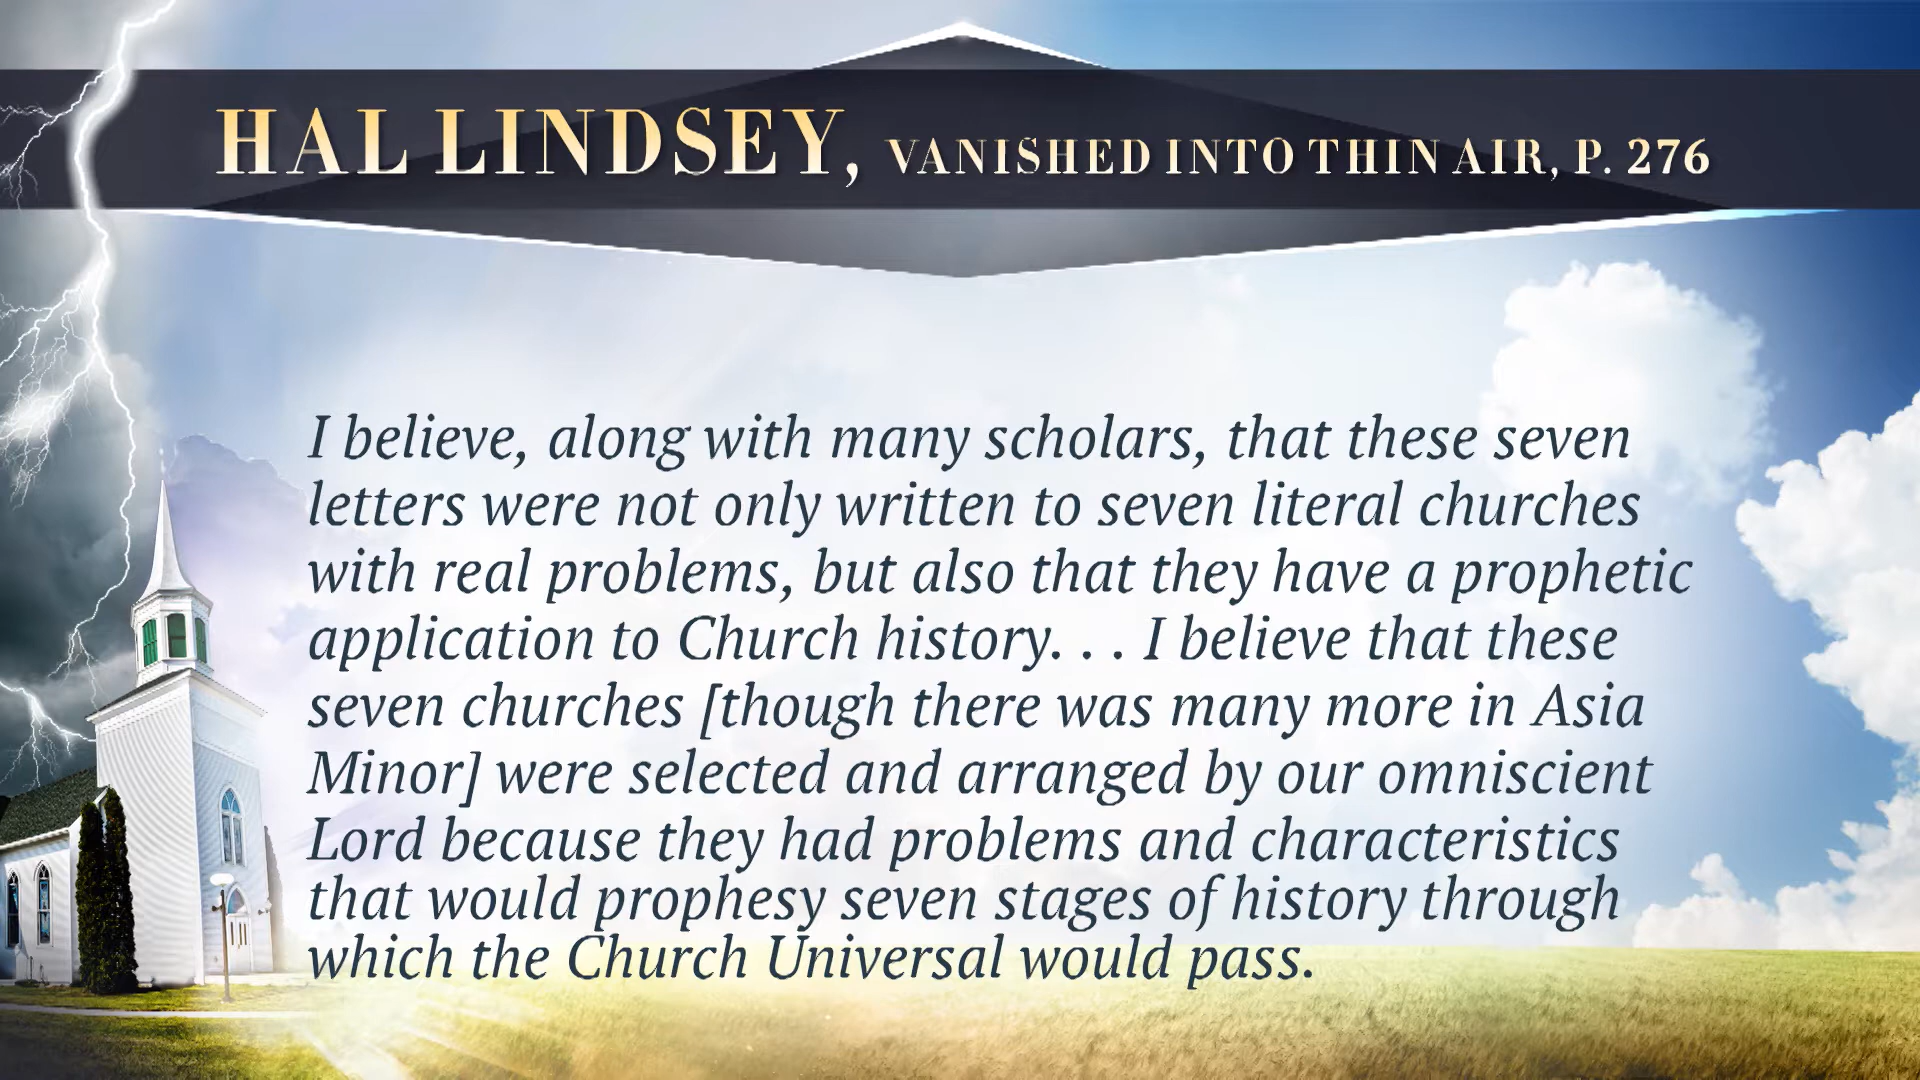 HAL LINDSEY, VANISHED INTO THIN AIR, P. 276
I believe, along with many scholars, that these seven
letters were not only written to seven literal churches
with real problems, but also that they have a prophetic
application to Church history. . . I believe that these
seven churches [though there was many more in Asia
Minor] were selected and arranged by our omniscient
Lord because they had problems and characteristics
that would prophesy seven stages of history through
which the Church Universal would pass.